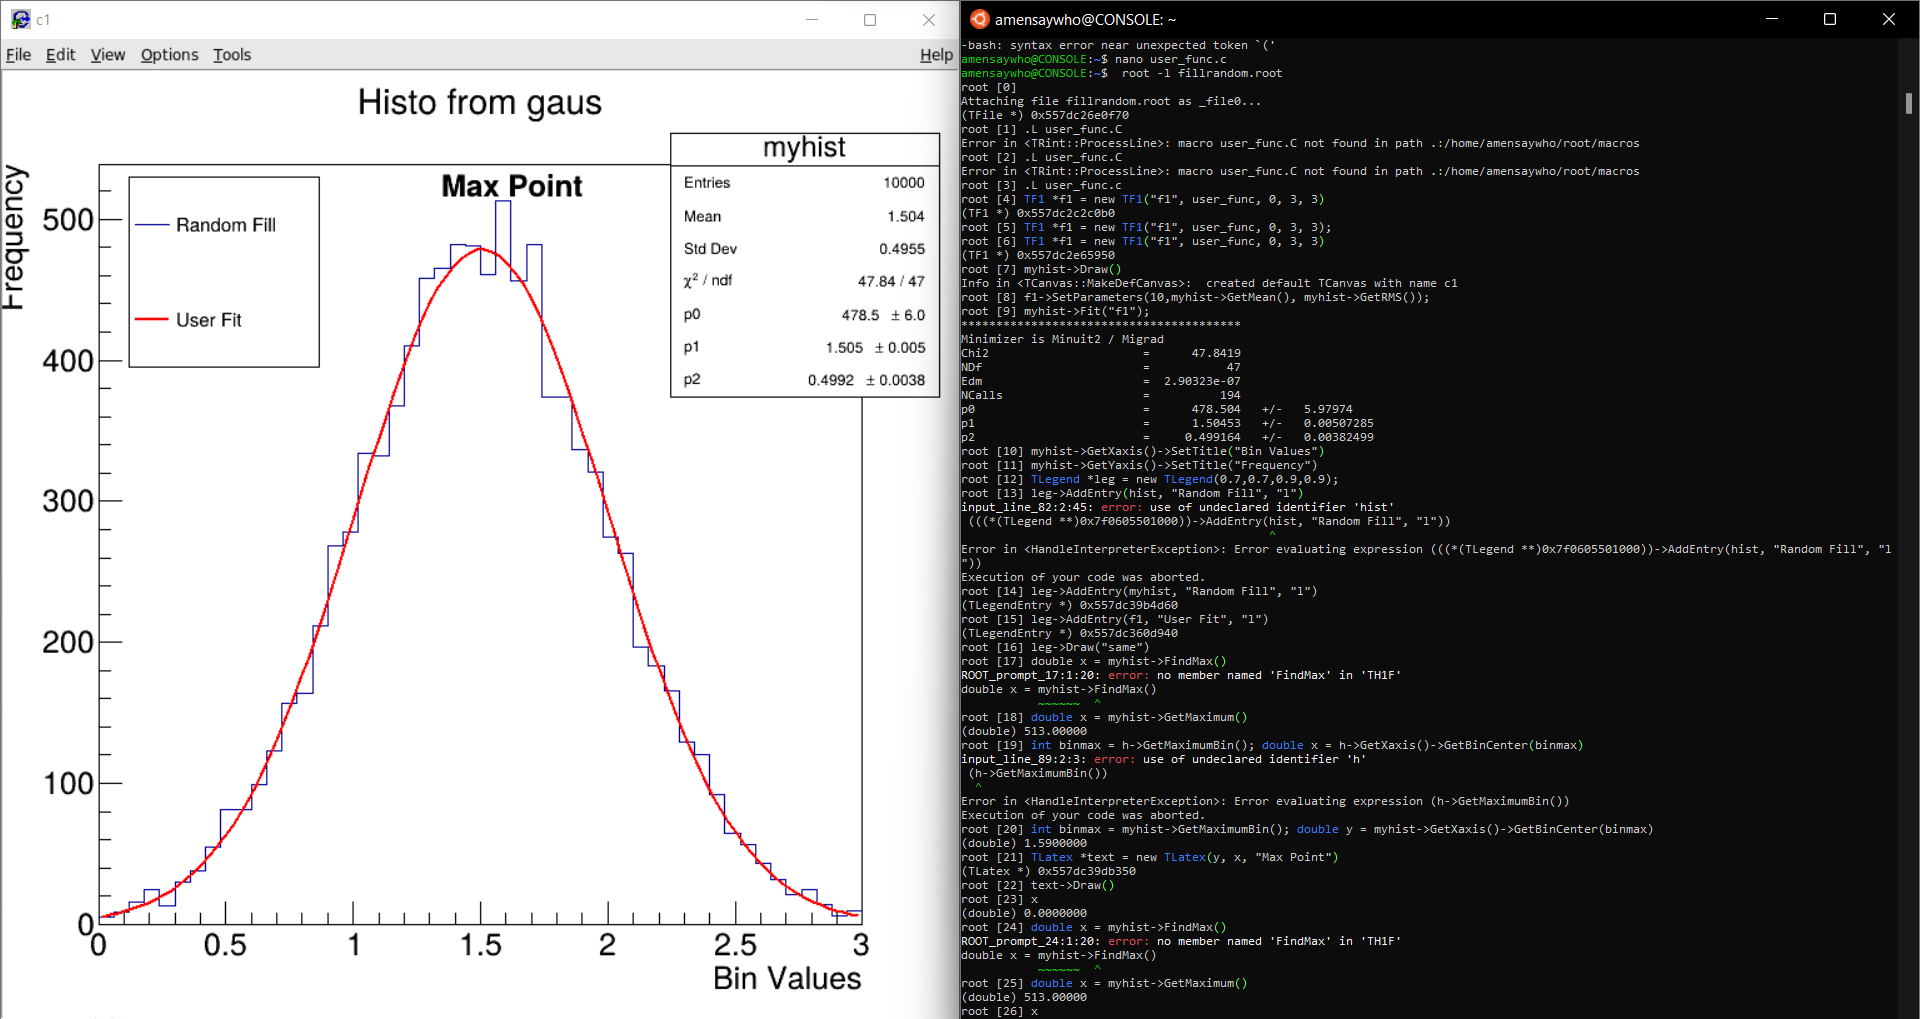 c1
File Edit View Options Tools Help
Histo from gaus
Frequency
myhist
Entries 10000
Mean 1.504
Std Dev 0.4955
χ² / ndf 47.84 / 47
p0 478.5 ± 6.0
p1 1.505 ± 0.005
p2 0.4992 ± 0.0038
Max Point
Random Fill
User Fit
500
400
300
200
100
0
0 0.5 1 1.5 2 2.5 3
Bin Values
amensaywho@CONSOLE: ~
-bash: syntax error near unexpected token `('
amensaywho@CONSOLE:~$ nano user_func.c
amensaywho@CONSOLE:~$  root -l fillrandom.root
root [0]
Attaching file fillrandom.root as _file0...
(TFile *) 0x557dc26e0f70
root [1] .L user_func.C
Error in <TRint::ProcessLine>: macro user_func.C not found in path .:/home/amensaywho/root/macros
root [2] .L user_func.C
Error in <TRint::ProcessLine>: macro user_func.C not found in path .:/home/amensaywho/root/macros
root [3] .L user_func.c
root [4] TF1 *f1 = new TF1("f1", user_func, 0, 3, 3)
(TF1 *) 0x557dc2c2c0b0
root [5] TF1 *f1 = new TF1("f1", user_func, 0, 3, 3);
root [6] TF1 *f1 = new TF1("f1", user_func, 0, 3, 3)
(TF1 *) 0x557dc2e65950
root [7] myhist->Draw()
Info in <TCanvas::MakeDefCanvas>:  created default TCanvas with name c1
root [8] f1->SetParameters(10,myhist->GetMean(), myhist->GetRMS());
root [9] myhist->Fit("f1");
****************************************
Minimizer is Minuit2 / Migrad
Chi2 = 47.8419
NDf = 47
Edm = 2.90323e-07
NCalls = 194
p0 = 478.504 +/- 5.97974
p1 = 1.50453 +/- 0.00507285
p2 = 0.499164 +/- 0.00382499
root [10] myhist->GetXaxis()->SetTitle("Bin Values")
root [11] myhist->GetYaxis()->SetTitle("Frequency")
root [12] TLegend *leg = new TLegend(0.7,0.7,0.9,0.9);
root [13] leg->AddEntry(hist, "Random Fill", "l")
input_line_82:2:45: error: use of undeclared identifier 'hist'
(((*(TLegend **)0x7f0605501000))->AddEntry(hist, "Random Fill", "l"))
^
Error in <HandleInterpreterException>: Error evaluating expression (((*(TLegend **)0x7f0605501000))->AddEntry(hist, "Random Fill", "l
"))
Execution of your code was aborted.
root [14] leg->AddEntry(myhist, "Random Fill", "l")
(TLegendEntry *) 0x557dc39b4d60
root [15] leg->AddEntry(f1, "User Fit", "l")
(TLegendEntry *) 0x557dc360d940
root [16] leg->Draw("same")
root [17] double x = myhist->FindMax()
ROOT_prompt_17:1:20: error: no member named 'FindMax' in 'TH1F'
double x = myhist->FindMax()
~~~~~~  ^
root [18] double x = myhist->GetMaximum()
(double) 513.00000
root [19] int binmax = h->GetMaximumBin(); double x = h->GetXaxis()->GetBinCenter(binmax)
input_line_89:2:3: error: use of undeclared identifier 'h'
(h->GetMaximumBin())
^
Error in <HandleInterpreterException>: Error evaluating expression (h->GetMaximumBin())
Execution of your code was aborted.
root [20] int binmax = myhist->GetMaximumBin(); double y = myhist->GetXaxis()->GetBinCenter(binmax)
(double) 1.5900000
root [21] TLatex *text = new TLatex(y, x, "Max Point")
(TLatex *) 0x557dc39db350
root [22] text->Draw()
root [23] x
(double) 0.0000000
root [24] double x = myhist->FindMax()
ROOT_prompt_24:1:20: error: no member named 'FindMax' in 'TH1F'
double x = myhist->FindMax()
~~~~~~  ^
root [25] double x = myhist->GetMaximum()
(double) 513.00000
root [26] x